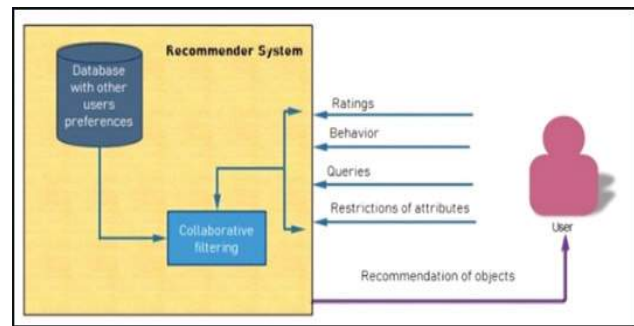 Recommender System
Database
with other
users
preferences
Collaborative
filtering
Ratings
Behavior
Queries
Restrictions of attributes
User
Recommendation of objects